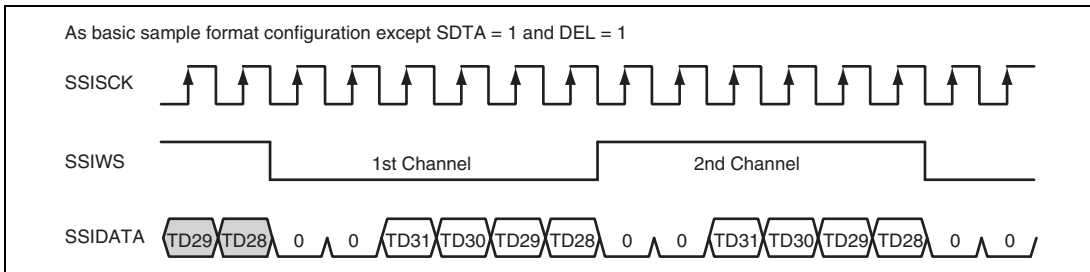 As basic sample format configuration except SDTA = 1 and DEL = 1
SSISCK
SSIWS 1st Channel 2nd Channel
SSIDATA TD29 TD28 0 0 TD31 TD30 TD29 TD28 0 0 TD31 TD30 TD29 TD28 0 0